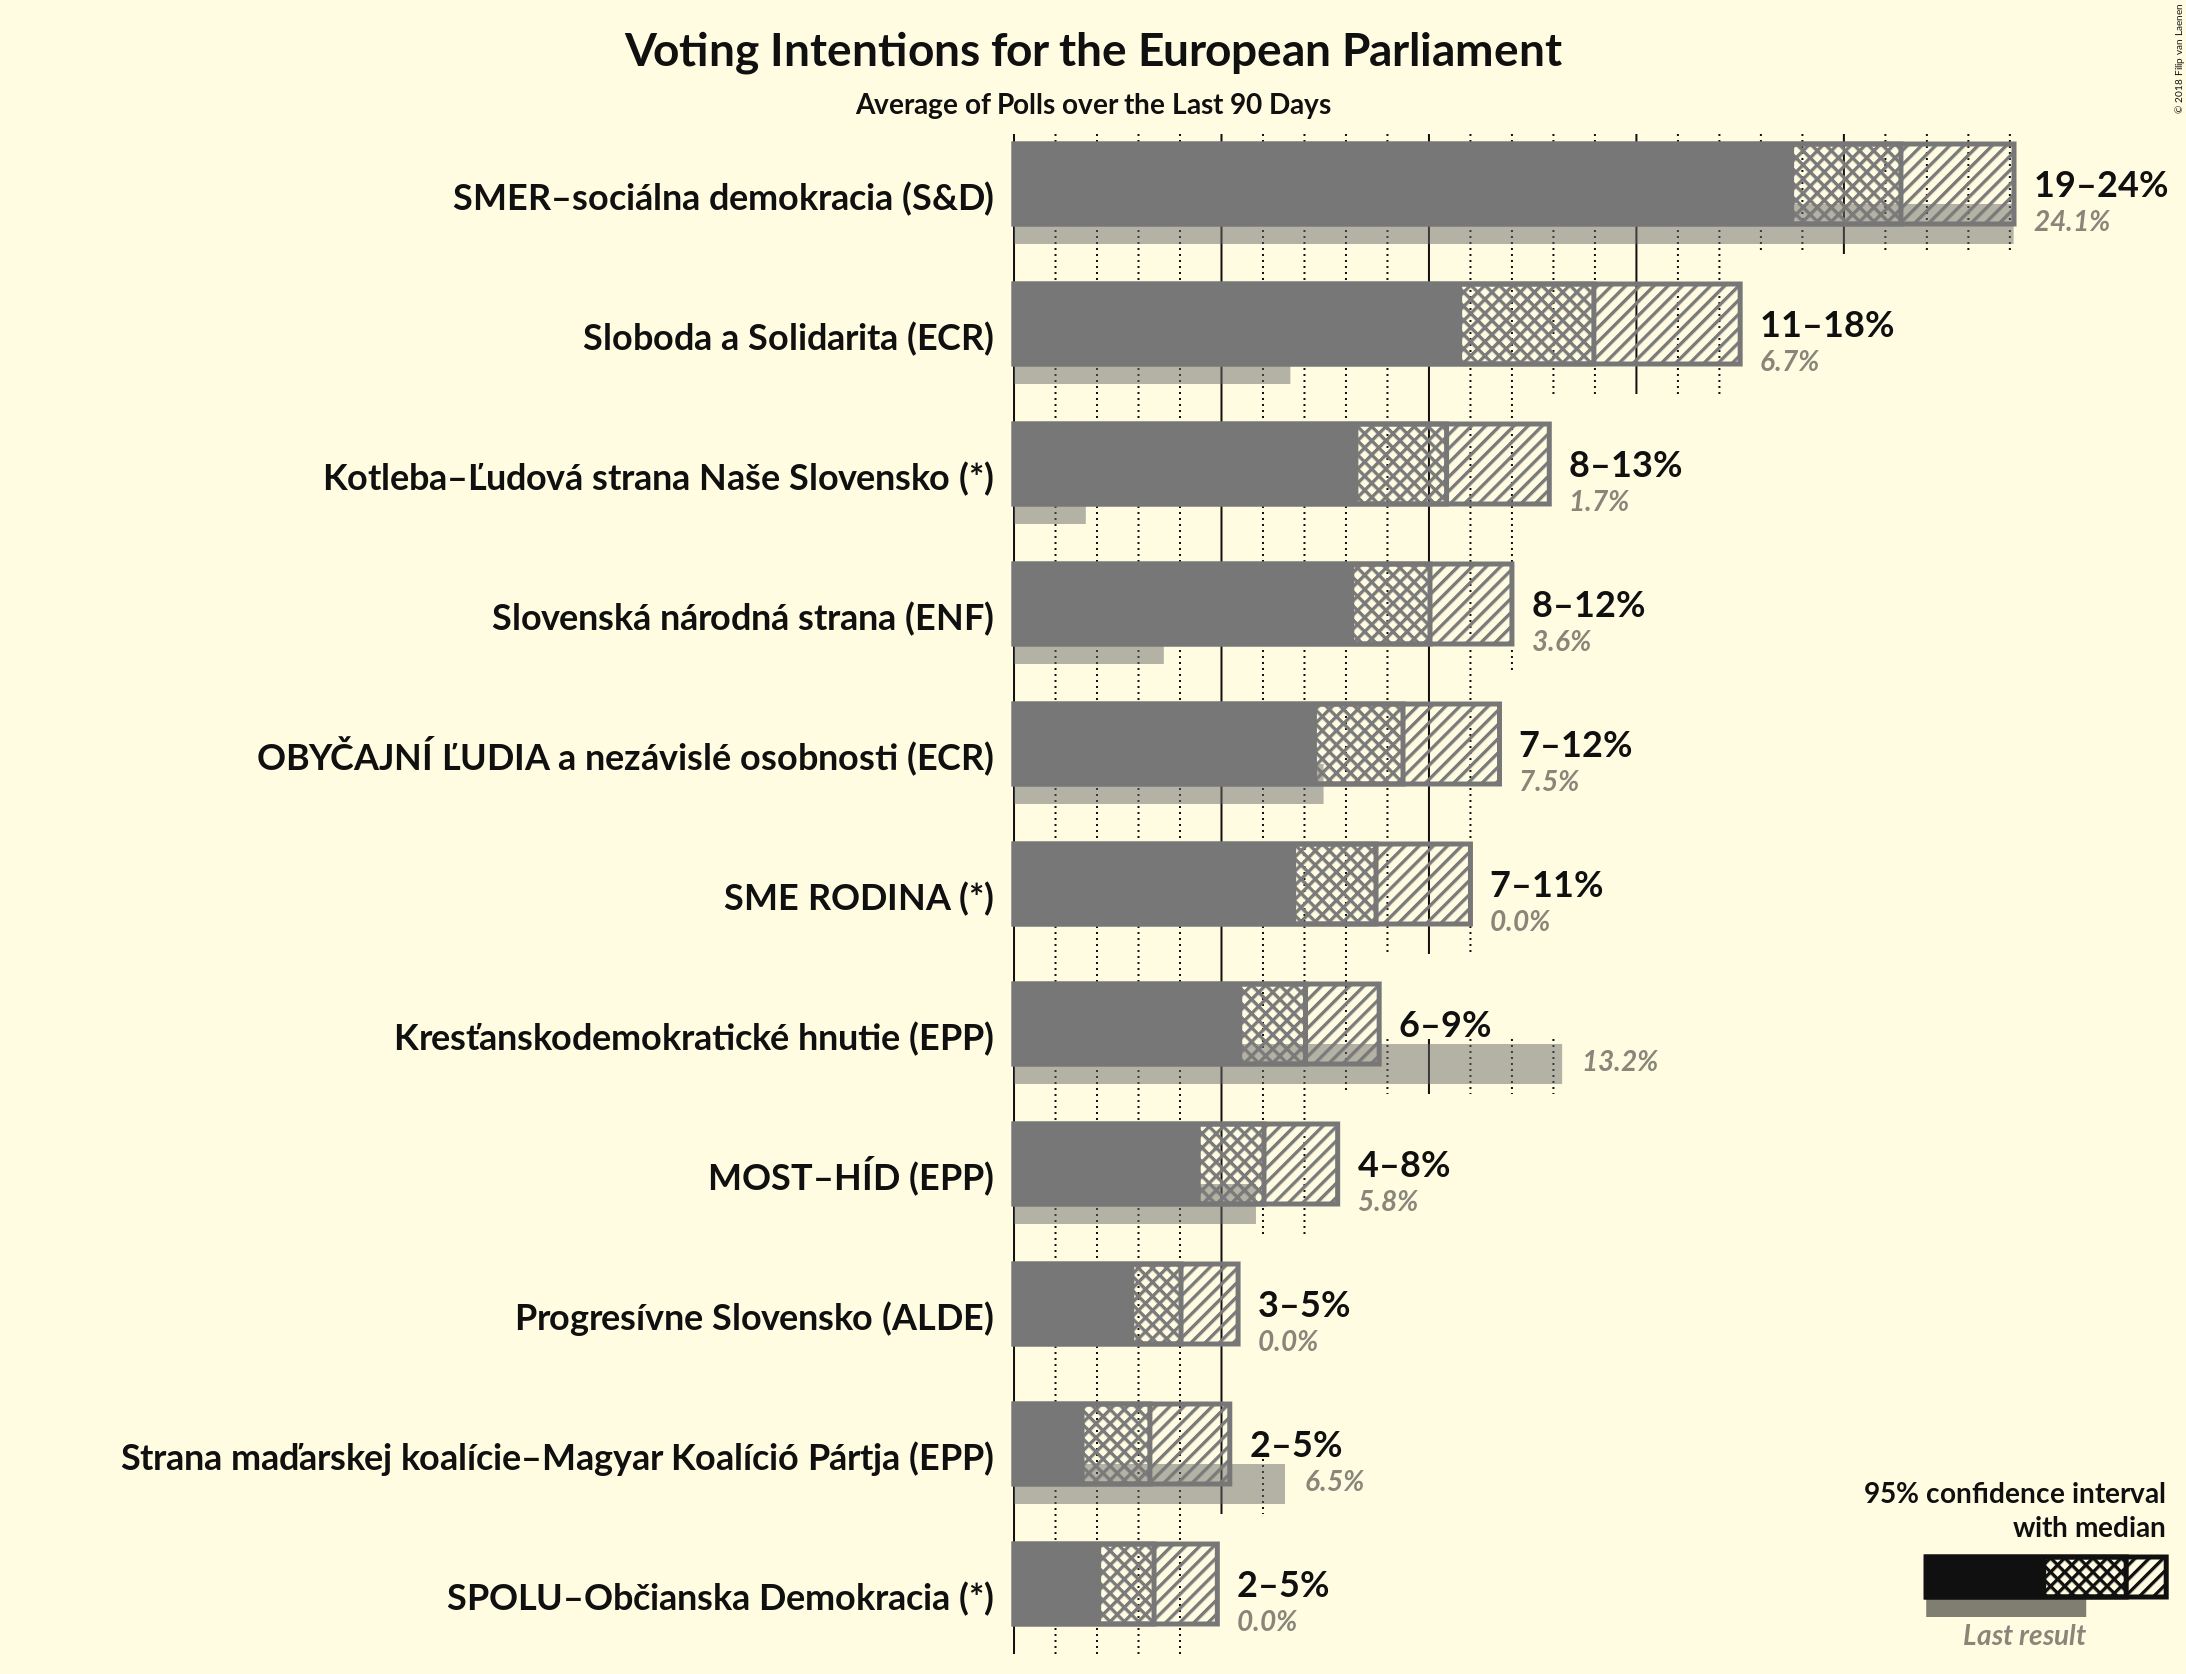 Voting Intentions for the European Parliament
Average of Polls over the Last 90 Days
© 2018 Filip van Laenen
SMER–sociálna demokracia (S&D)
19–24%
24.1%
Sloboda a Solidarita (ECR)
11–18%
6.7%
Kotleba–Ľudová strana Naše Slovensko (*)
8–13%
1.7%
Slovenská národná strana (ENF)
8–12%
3.6%
OBYČAJNÍ ĽUDIA a nezávislé osobnosti (ECR)
7–12%
7.5%
SME RODINA (*)
7–11%
0.0%
Kresťanskodemokratické hnutie (EPP)
6–9%
13.2%
MOST–HÍD (EPP)
4–8%
5.8%
Progresívne Slovensko (ALDE)
3–5%
0.0%
Strana maďarskej koalície–Magyar Koalíció Pártja (EPP)
2–5%
6.5%
SPOLU–Občianska Demokracia (*)
2–5%
0.0%
95% confidence interval
with median
Last result